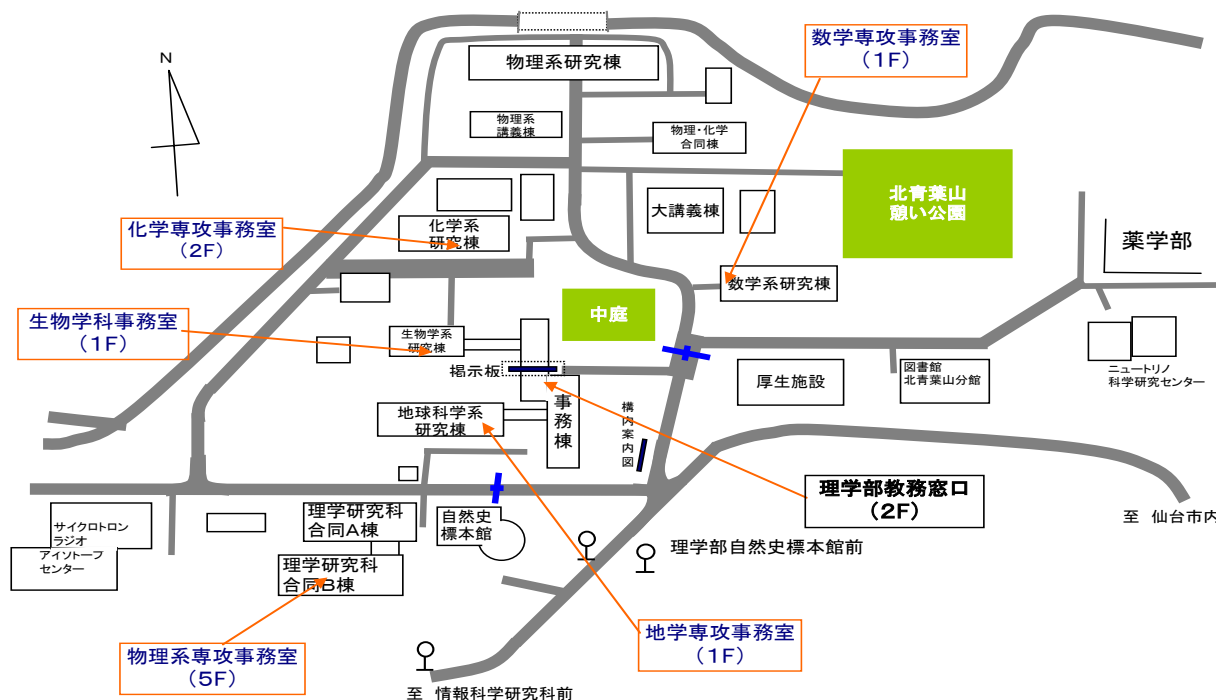 数学専攻事務室
(1F)
N
物理系研究棟
物理系
講義棟
物理・化学
合同棟
北青葉山
憩い公園
大講義棟
化学専攻事務室
(2F)
化学系
研究棟
薬学部
数学系研究棟
中庭
生物学科事務室
(1F)
生物学系
研究棟
掲示板
厚生施設
図書館
北青葉山分館
ニュートリノ
科学研究センター
地球科学系
研究棟
事務棟
構内案内図
理学部教務窓口
(2F)
至 仙台市内
サイクロトロン
ラジオ
アイソトープ
センター
理学研究科
合同A棟
自然史
標本館
理学研究科
合同B棟
理学部自然史標本館前
地学専攻事務室
(1F)
物理系専攻事務室
(5F)
至 情報科学研究科前